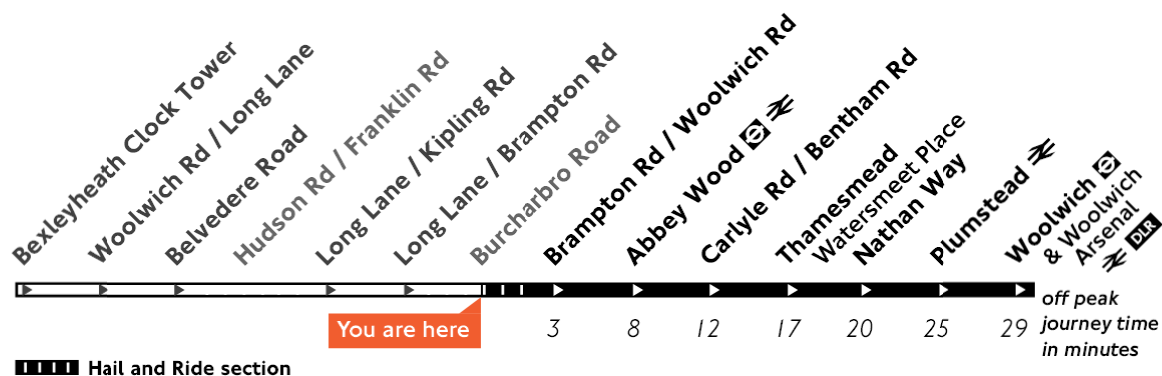 Bexleyheath Clock Tower
Woolwich Rd / Long Lane
Belvedere Road
Hudson Rd / Franklin Rd
Long Lane / Kipling Rd
Long Lane / Brampton Rd
Burcharbro Road
Brampton Rd / Woolwich Rd
Abbey Wood
Carlyle Rd / Bentham Rd
Thamesmead
Watersmeet Place
Nathan Way
Plumstead
Woolwich
& Woolwich
Arsenal
DLR
You are here
3 8 12 17 20 25 29
off peak
journey time
in minutes
Hail and Ride section